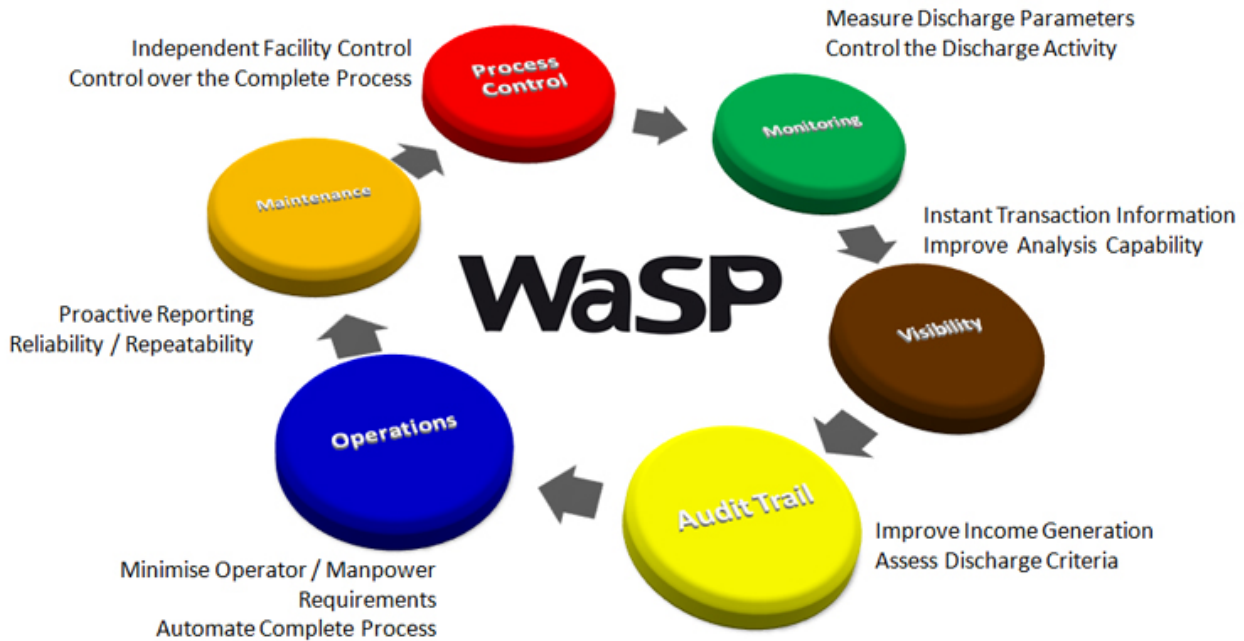 Independent Facility Control
Control over the Complete Process
Process
Control
Measure Discharge Parameters
Control the Discharge Activity
Monitoring
Maintenance
Instant Transaction Information
Improve Analysis Capability
WaSP
Visibility
Proactive Reporting
Reliability / Repeatability
Operations
Audit Trail
Improve Income Generation
Assess Discharge Criteria
Minimise Operator / Manpower
Requirements
Automate Complete Process